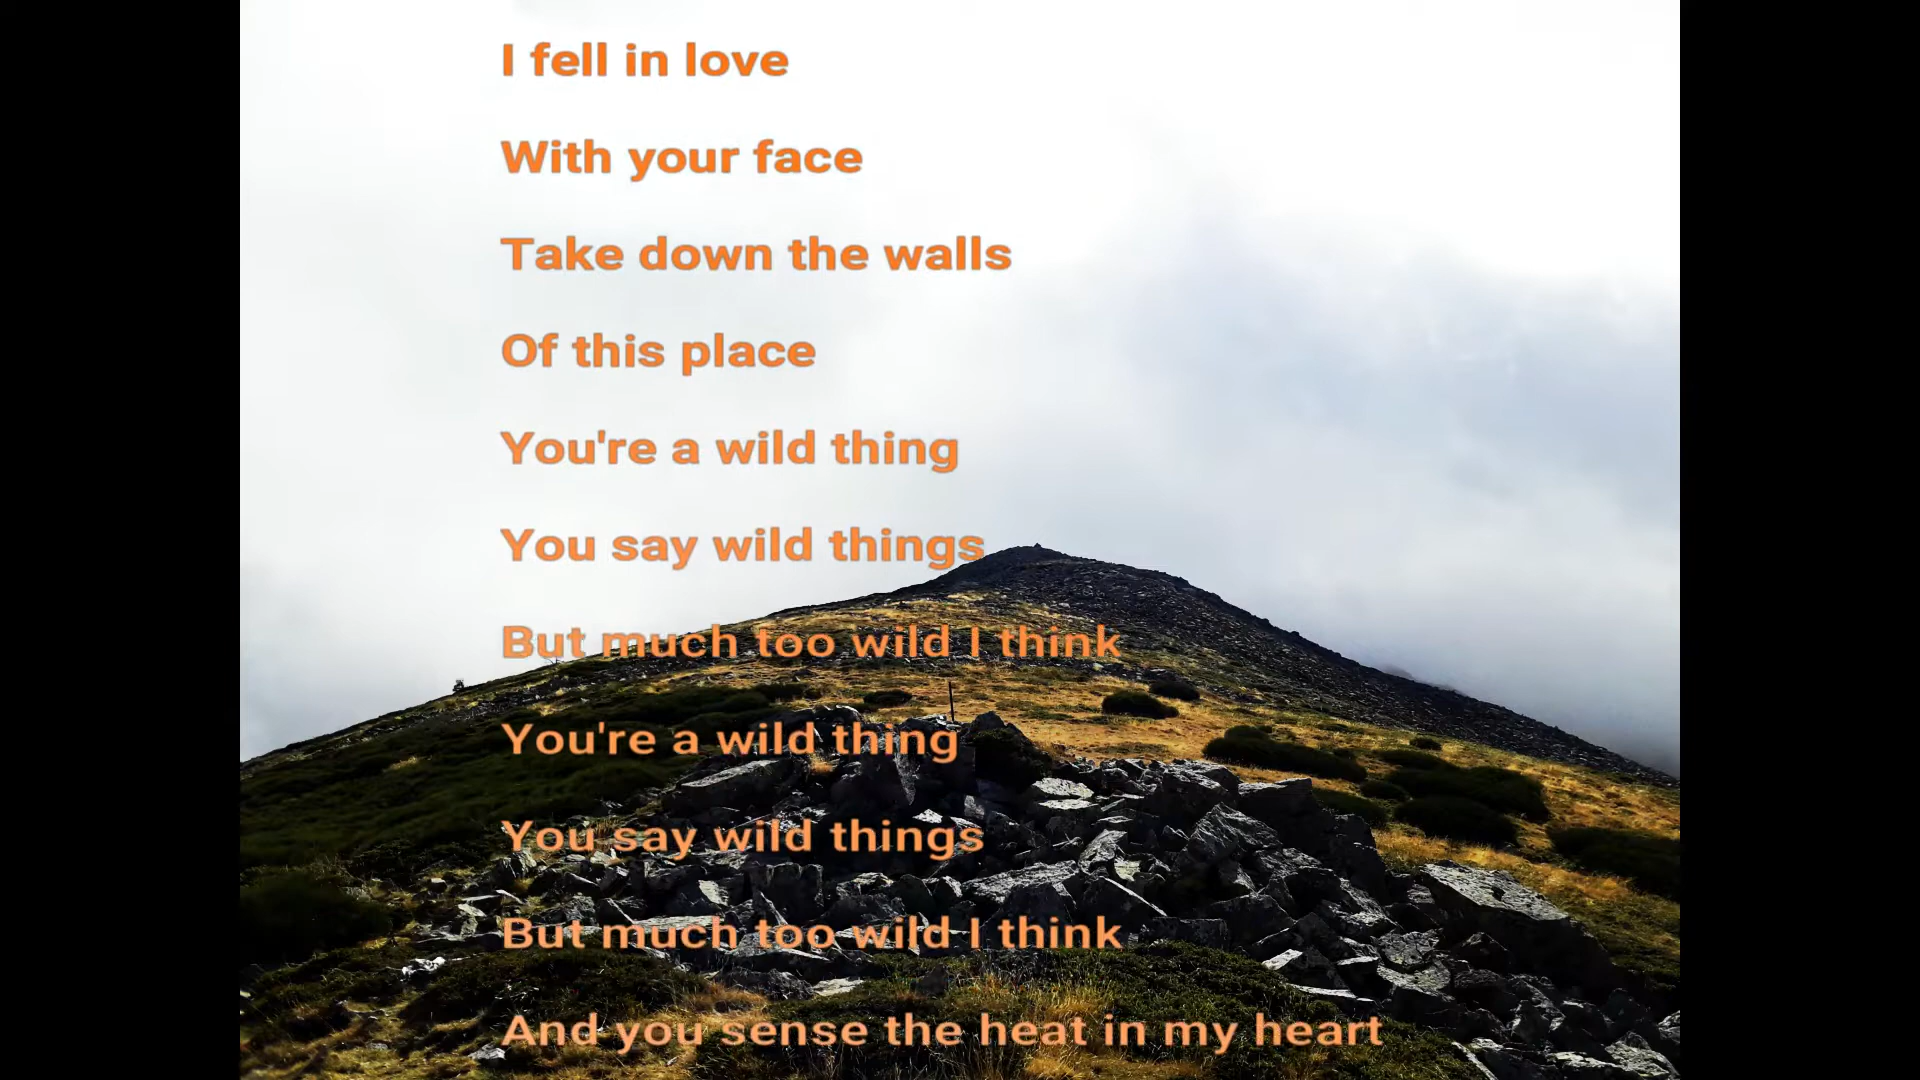 I fell in love
With your face
Take down the walls
Of this place
You're a wild thing
You say wild things
But much too wild I think
You're a wild thing
You say wild things
But much too wild I think
And you sense the heat in my heart